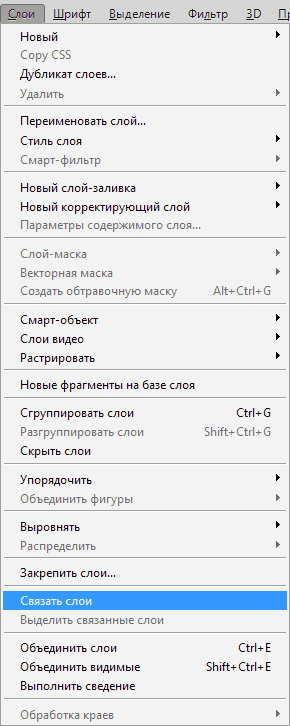 Слои Шрифт Выделение Фильтр 3D
Новый
Copy CSS
Дубликат слоев...
Удалить
Переименовать слой...
Стиль слоя
Смарт-фильтр
Новый слой-заливка
Новый корректирующий слой
Параметры содержимого слоя...
Слой-маска
Векторная маска
Создать обтравочную маску Alt+Ctrl+G
Смарт-объект
Слои видео
Растрировать
Новые фрагменты на базе слоя
Сгруппировать слои Ctrl+G
Разгруппировать слои Shift+Ctrl+G
Скрыть слои
Упорядочить
Объединить фигуры
Выровнять
Распределить
Закрепить слои...
Связать слои
Выделить связанные слои
Объединить слои Ctrl+E
Объединить видимые Shift+Ctrl+E
Выполнить сведение
Обработка краев